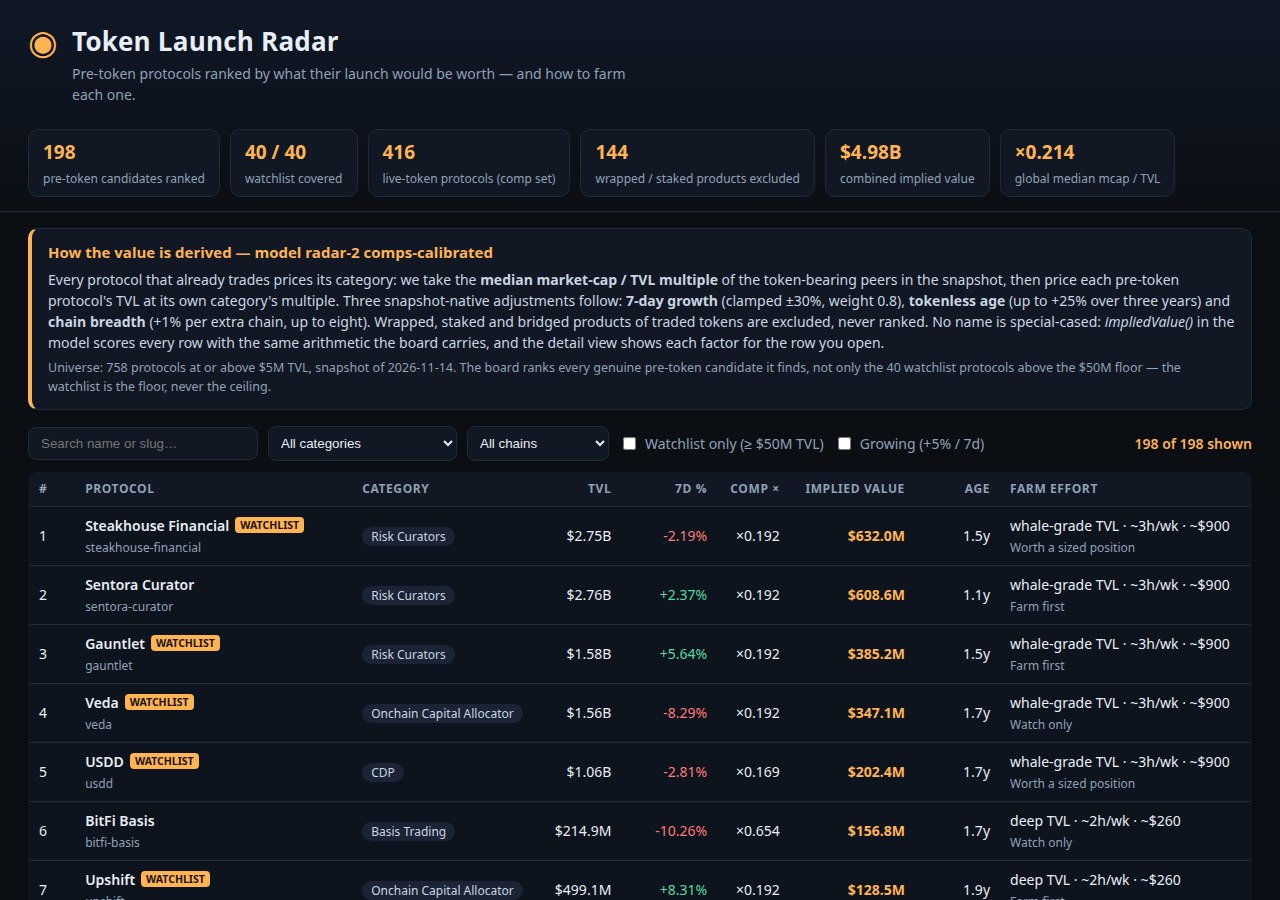 Token Launch Radar
Pre-token protocols ranked by what their launch would be worth — and how to farm
each one.
198
pre-token candidates ranked
40 / 40
watchlist covered
416
live-token protocols (comp set)
144
wrapped / staked products excluded
$4.98B
combined implied value
×0.214
global median mcap / TVL
How the value is derived — model radar-2 comps-calibrated
Every protocol that already trades prices its category: we take the median market-cap / TVL multiple of the token-bearing peers in the snapshot, then price each pre-token
protocol's TVL at its own category's multiple. Three snapshot-native adjustments follow: 7-day growth (clamped ±30%, weight 0.8), tokenless age (up to +25% over three years) and
chain breadth (+1% per extra chain, up to eight). Wrapped, staked and bridged products of traded tokens are excluded, never ranked. No name is special-cased: ImpliedValue() in the
model scores every row with the same arithmetic the board carries, and the detail view shows each factor for the row you open.
Universe: 758 protocols at or above $5M TVL, snapshot of 2026-11-14. The board ranks every genuine pre-token candidate it finds, not only the 40 watchlist protocols above the $50M floor — the
watchlist is the floor, never the ceiling.
Search name or slug… All categories All chains Watchlist only (≥ $50M TVL) Growing (+5% / 7d) 198 of 198 shown
# PROTOCOL CATEGORY TVL 7D % COMP × IMPLIED VALUE AGE FARM EFFORT
1 Steakhouse Financial WATCHLIST Risk Curators $2.75B -2.19% ×0.192 $632.0M 1.5y whale-grade TVL · ~3h/wk · ~$900
steakhouse-financial Worth a sized position
2 Sentora Curator Risk Curators $2.76B +2.37% ×0.192 $608.6M 1.1y whale-grade TVL · ~3h/wk · ~$900
sentora-curator Farm first
3 Gauntlet WATCHLIST Risk Curators $1.58B +5.64% ×0.192 $385.2M 1.5y whale-grade TVL · ~3h/wk · ~$900
gauntlet Farm first
4 Veda WATCHLIST Onchain Capital Allocator $1.56B -8.29% ×0.192 $347.1M 1.7y whale-grade TVL · ~3h/wk · ~$900
veda Watch only
5 USDD WATCHLIST CDP $1.06B -2.81% ×0.169 $202.4M 1.7y whale-grade TVL · ~3h/wk · ~$900
usdd Worth a sized position
6 BitFi Basis Basis Trading $214.9M -10.26% ×0.654 $156.8M 1.7y deep TVL · ~2h/wk · ~$260
bitfi-basis Watch only
7 Upshift WATCHLIST Onchain Capital Allocator $499.1M +8.31% ×0.192 $128.5M 1.9y deep TVL · ~2h/wk · ~$260